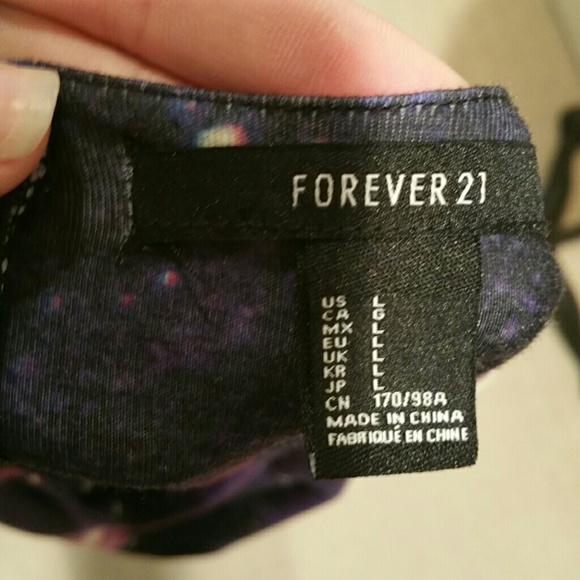 FOREVER 21
US L
CA G
MX L
EU L
UK L
KR L
JP L
CN 170/98A
MADE IN CHINA
FABRIQUÉ EN CHINE